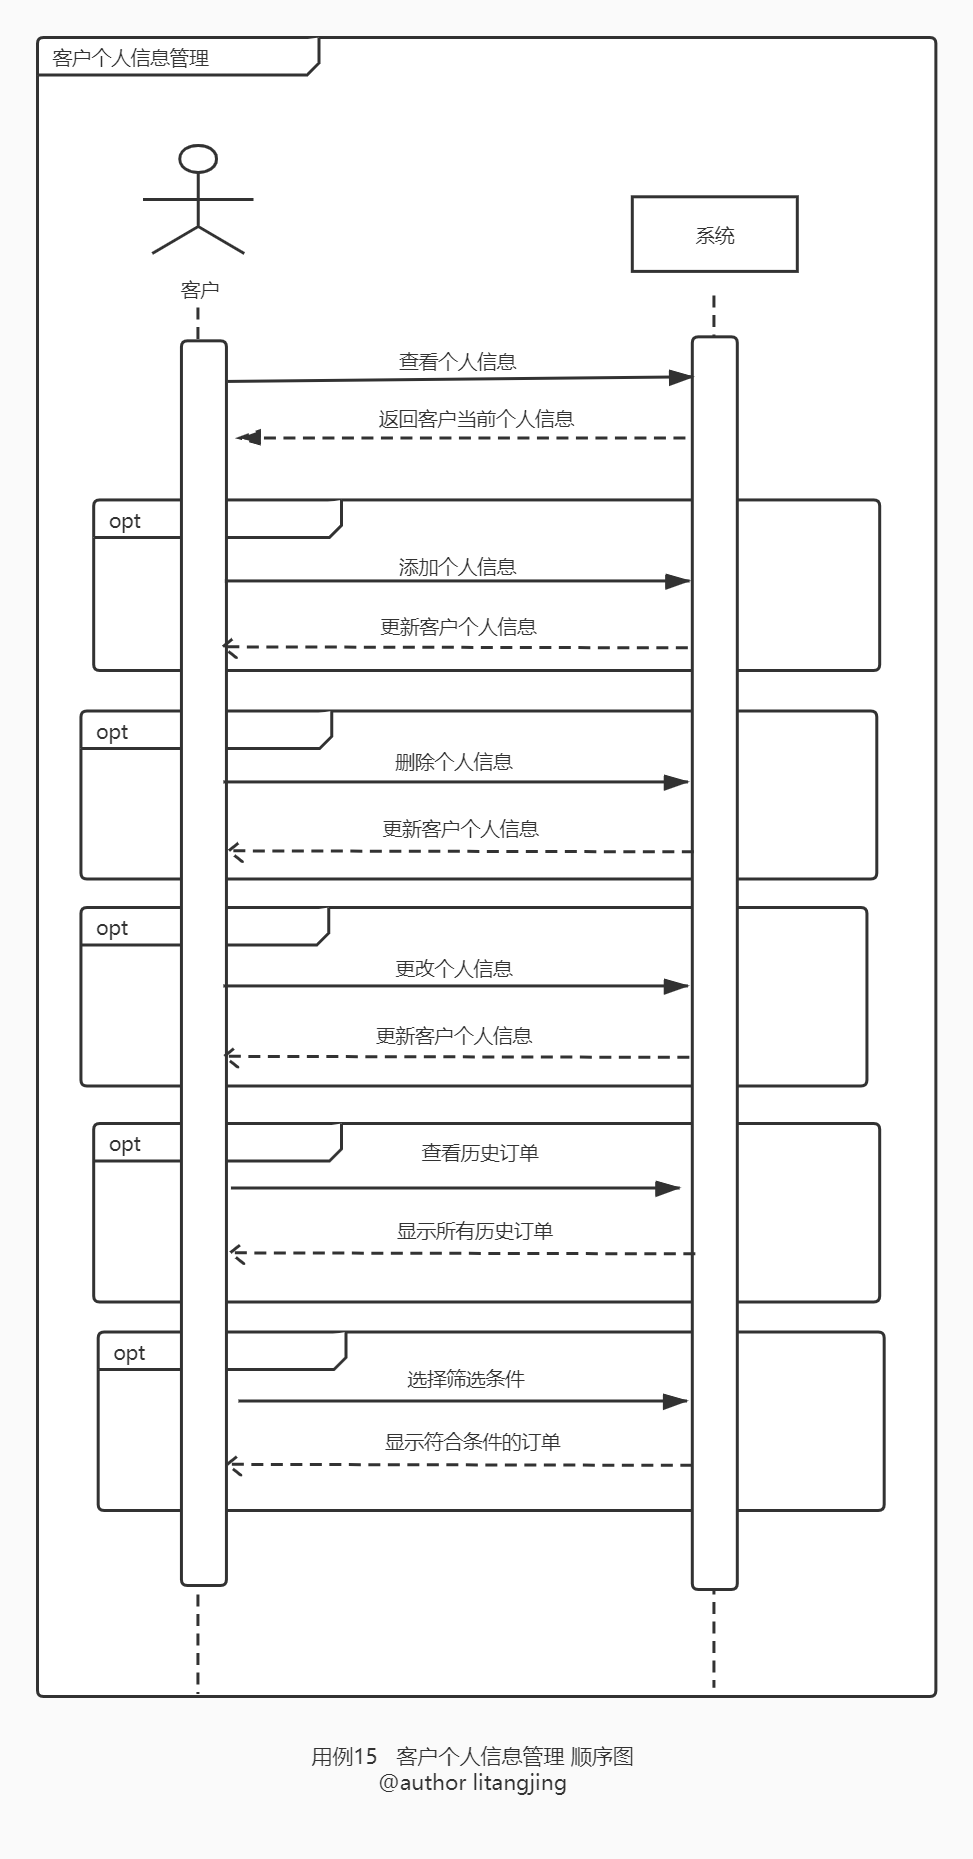 客户个人信息管理
系统
客户
查看个人信息
返回客户当前个人信息
opt
添加个人信息
更新客户个人信息
opt
删除个人信息
更新客户个人信息
opt
更改个人信息
更新客户个人信息
opt
查看历史订单
显示所有历史订单
opt
选择筛选条件
显示符合条件的订单
用例15 客户个人信息管理 顺序图
@author litangjing